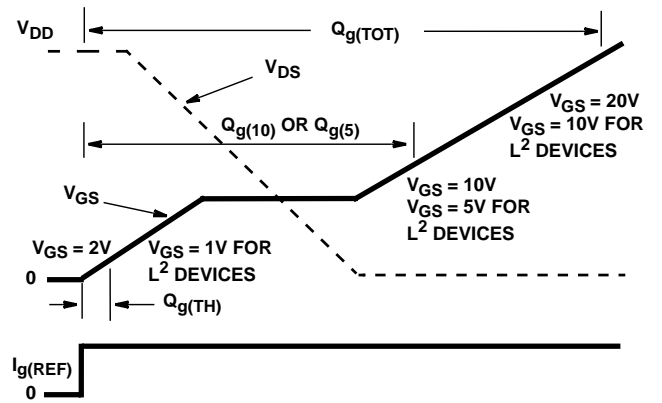 V_DD
Q_g(TOT)
V_DS
V_GS = 20V
V_GS = 10V FOR
L² DEVICES
Q_g(10) OR Q_g(5)
V_GS
V_GS = 10V
V_GS = 5V FOR
L² DEVICES
V_GS = 2V
V_GS = 1V FOR
L² DEVICES
0
Q_g(TH)
I_g(REF)
0